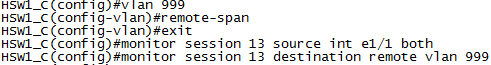 HSW1_C(config)#vlan 999
HSW1_C(config-vlan)#remote-span
HSW1_C(config-vlan)#exit
HSW1_C(config)#monitor session 13 source int e1/1 both
HSW1_C(config)#monitor session 13 destination remote vlan 999